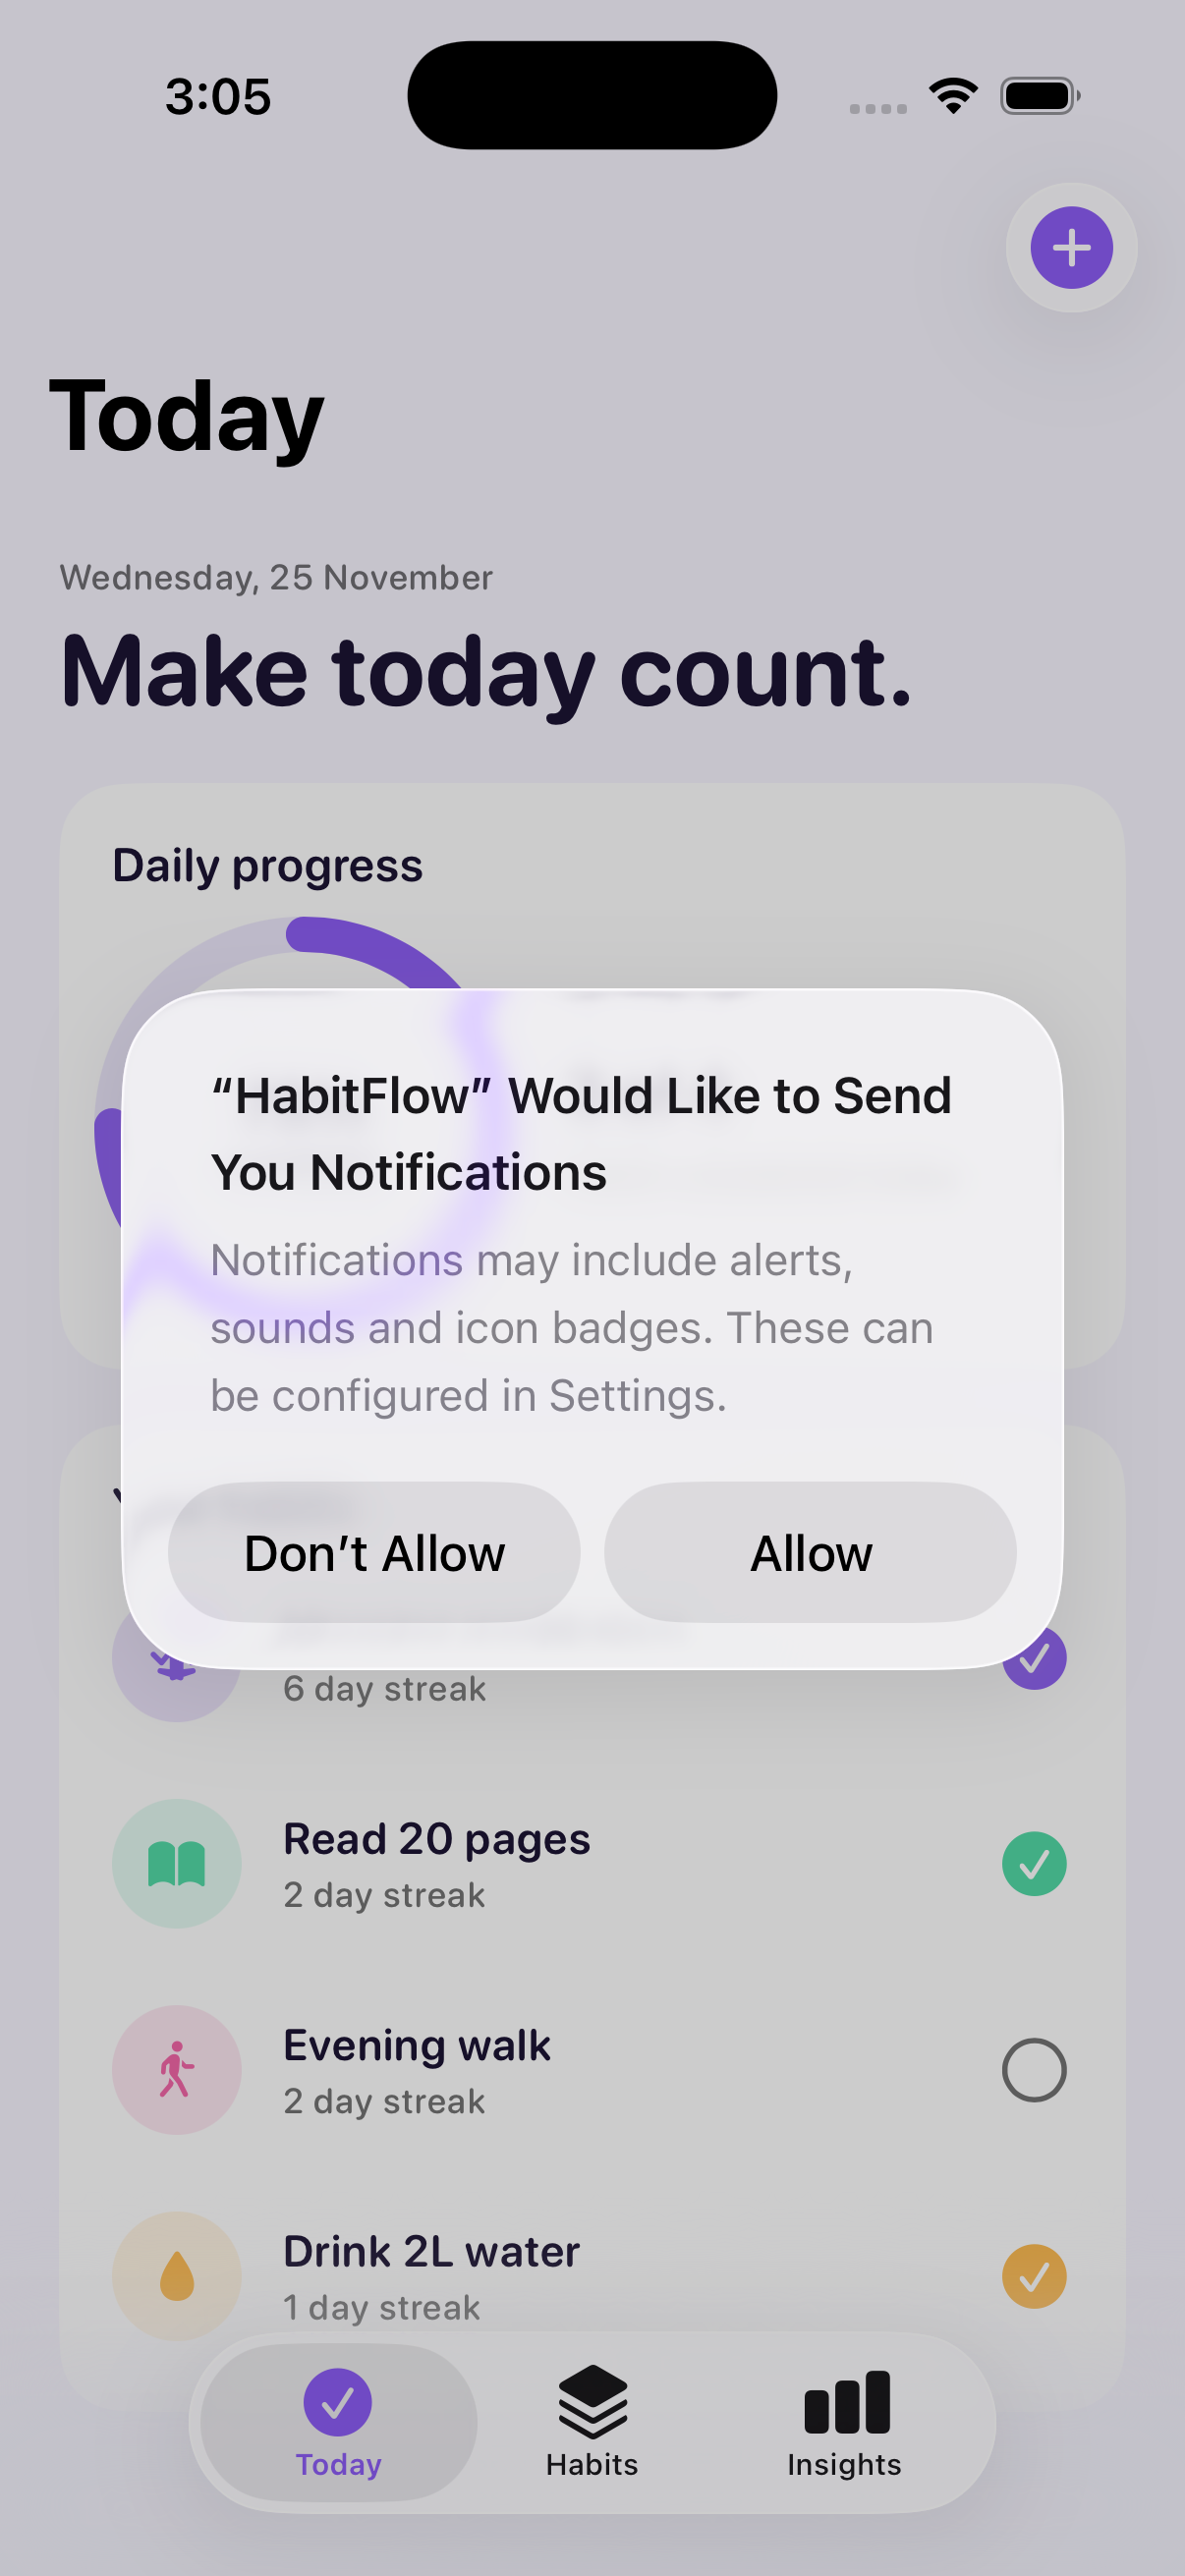 3:05
Today
Wednesday, 25 November
Make today count.
Daily progress
“HabitFlow” Would Like to Send
You Notifications
Notifications may include alerts,
sounds and icon badges. These can
be configured in Settings.
Don’t Allow
Allow
6 day streak
Read 20 pages
2 day streak
Evening walk
2 day streak
Drink 2L water
1 day streak
Today
Habits
Insights